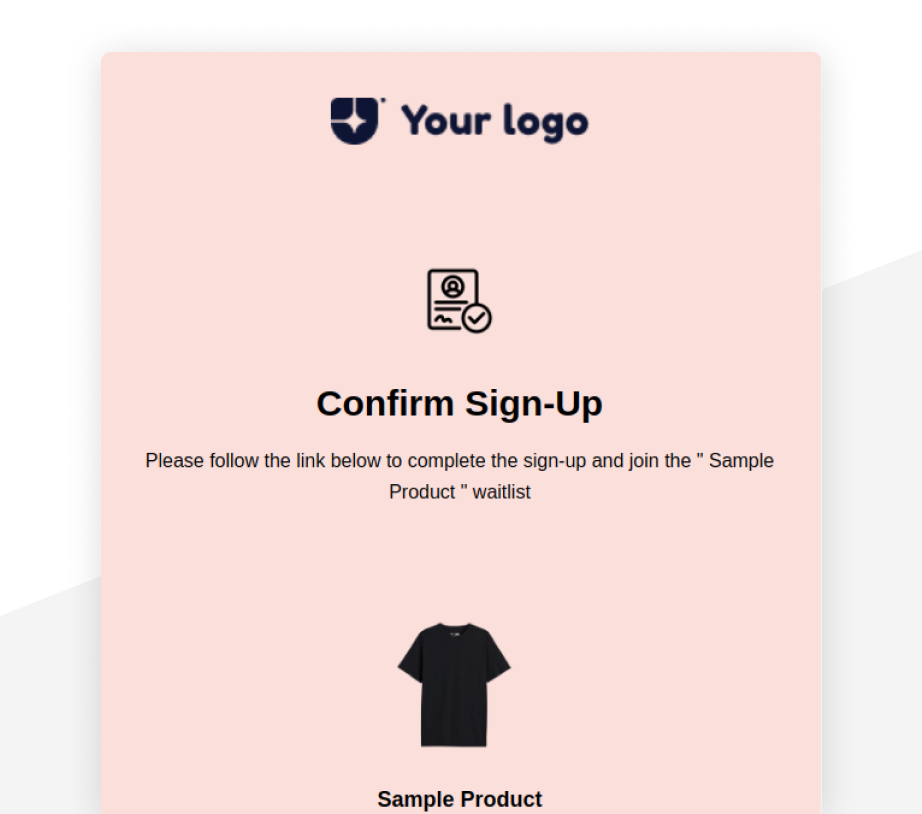 Your logo
Confirm Sign-Up
Please follow the link below to complete the sign-up and join the " Sample
Product " waitlist
Sample Product